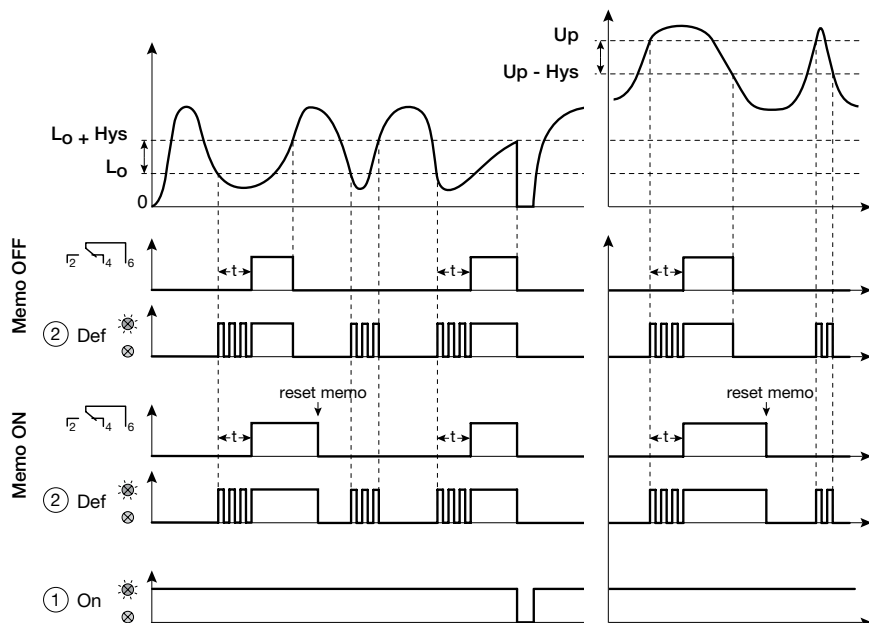 Up
Up - Hys
Lo + Hys
Lo
0
Memo OFF
2 4 6
t t t
2 Def
Memo ON
reset memo reset memo
2 4 6
t t t
2 Def
1 On